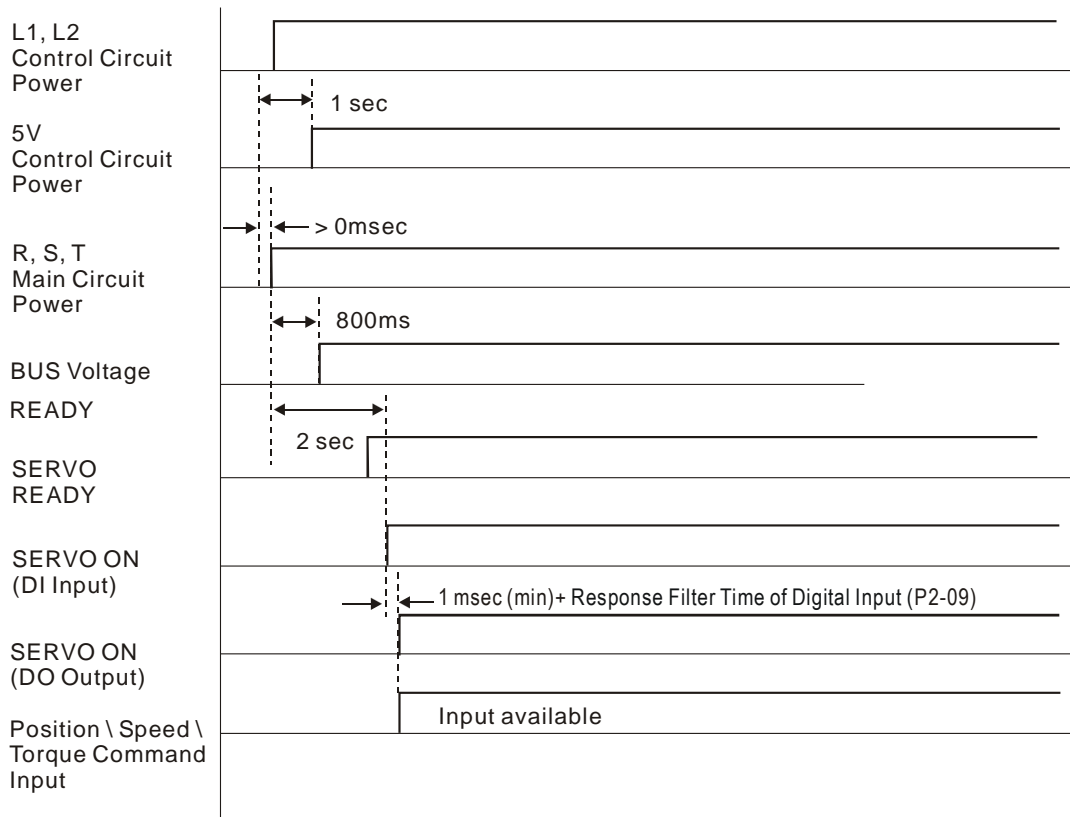 L1, L2
Control Circuit
Power
1 sec
5V
Control Circuit
Power
> 0msec
R, S, T
Main Circuit
Power
800ms
BUS Voltage
READY
2 sec
SERVO
READY
SERVO ON
(DI Input)
1 msec (min)+ Response Filter Time of Digital Input (P2-09)
SERVO ON
(DO Output)
Input available
Position \ Speed \
Torque Command
Input